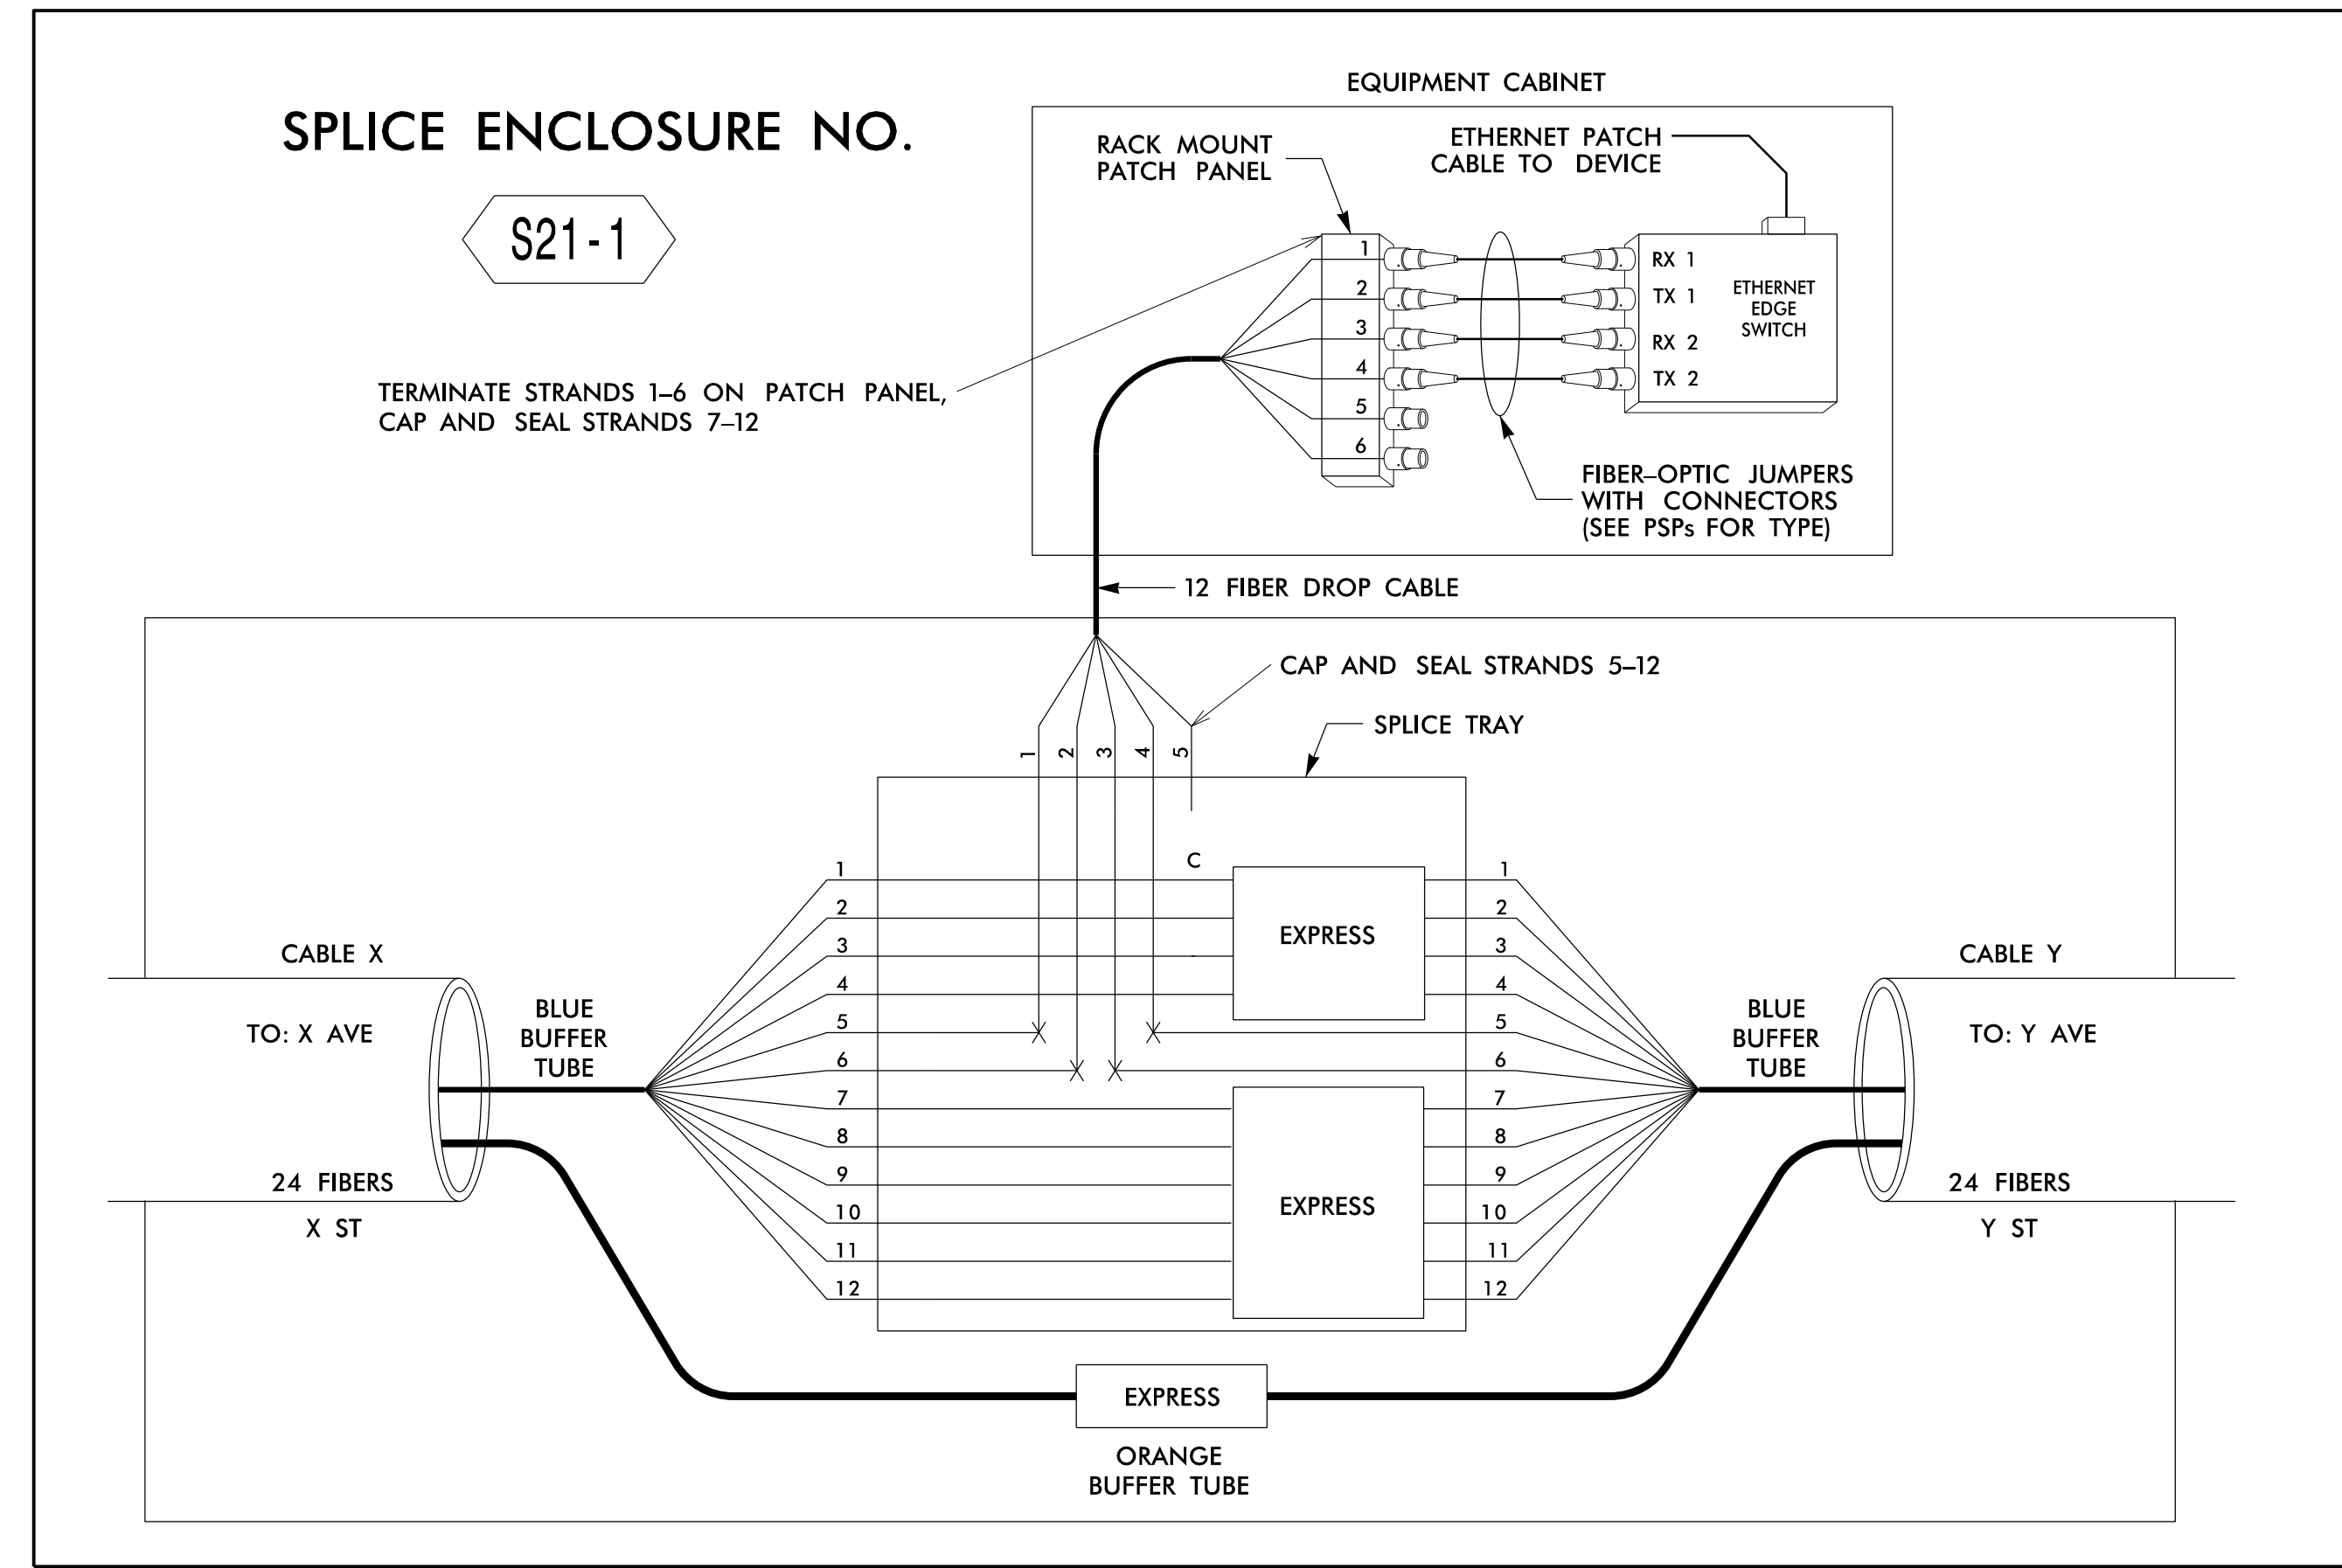 EQUIPMENT CABINET
SPLICE ENCLOSURE NO.
S21-1
RACK MOUNT
PATCH PANEL
ETHERNET PATCH
CABLE TO DEVICE
1
2
3
4
5
6
RX 1
TX 1
RX 2
TX 2
ETHERNET
EDGE
SWITCH
TERMINATE STRANDS 1–6 ON PATCH PANEL,
CAP AND SEAL STRANDS 7–12
FIBER–OPTIC JUMPERS
WITH CONNECTORS
(SEE PSPs FOR TYPE)
12 FIBER DROP CABLE
CAP AND SEAL STRANDS 5–12
SPLICE TRAY
1
2
3
4
5
C
CABLE X
TO: X AVE
24 FIBERS
X ST
BLUE
BUFFER
TUBE
1
2
3
4
5
6
7
8
9
10
11
12
EXPRESS
EXPRESS
1
2
3
4
5
6
7
8
9
10
11
12
BLUE
BUFFER
TUBE
CABLE Y
TO: Y AVE
24 FIBERS
Y ST
EXPRESS
ORANGE
BUFFER TUBE